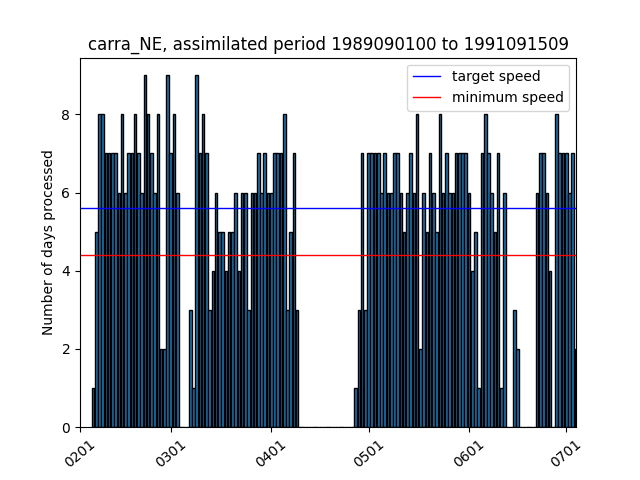 carra_NE, assimilated period 1989090100 to 1991091509
target speed
minimum speed
Number of days processed
8
6
4
2
0
0201
0301
0401
0501
0601
0701